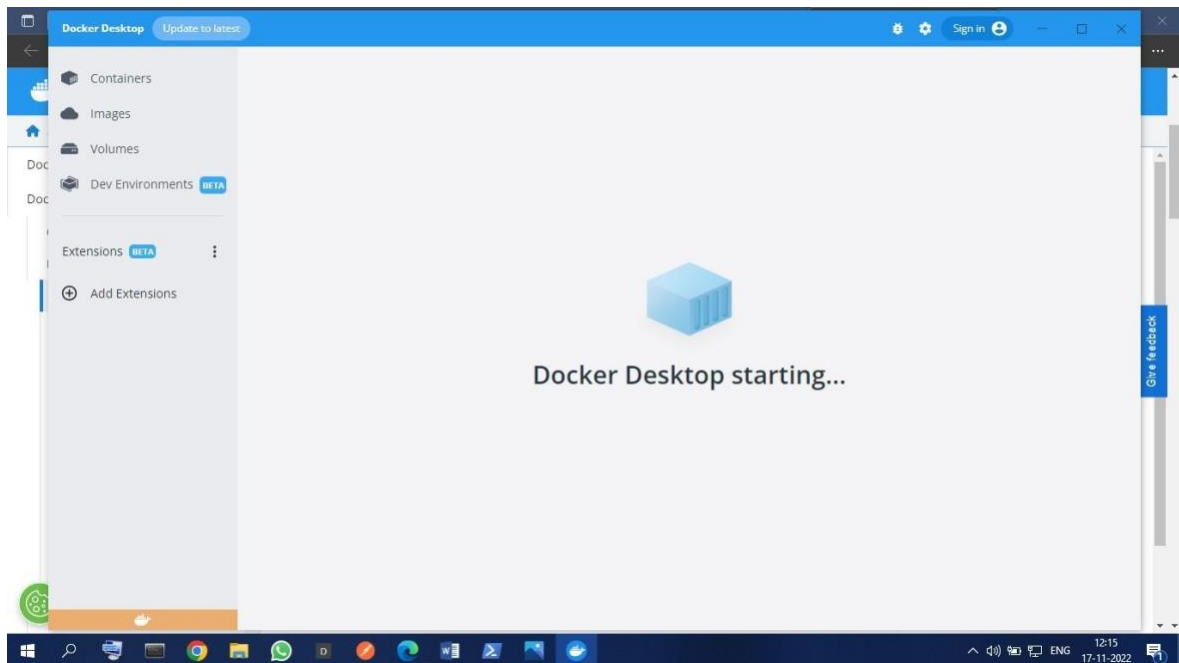 Docker Desktop Update to latest Sign in
Containers
Images
Volumes
Doc
Dev Environments BETA
Doc
Extensions BETA
Add Extensions
Docker Desktop starting...
Give feedback
D
ENG
12:15
17-11-2022